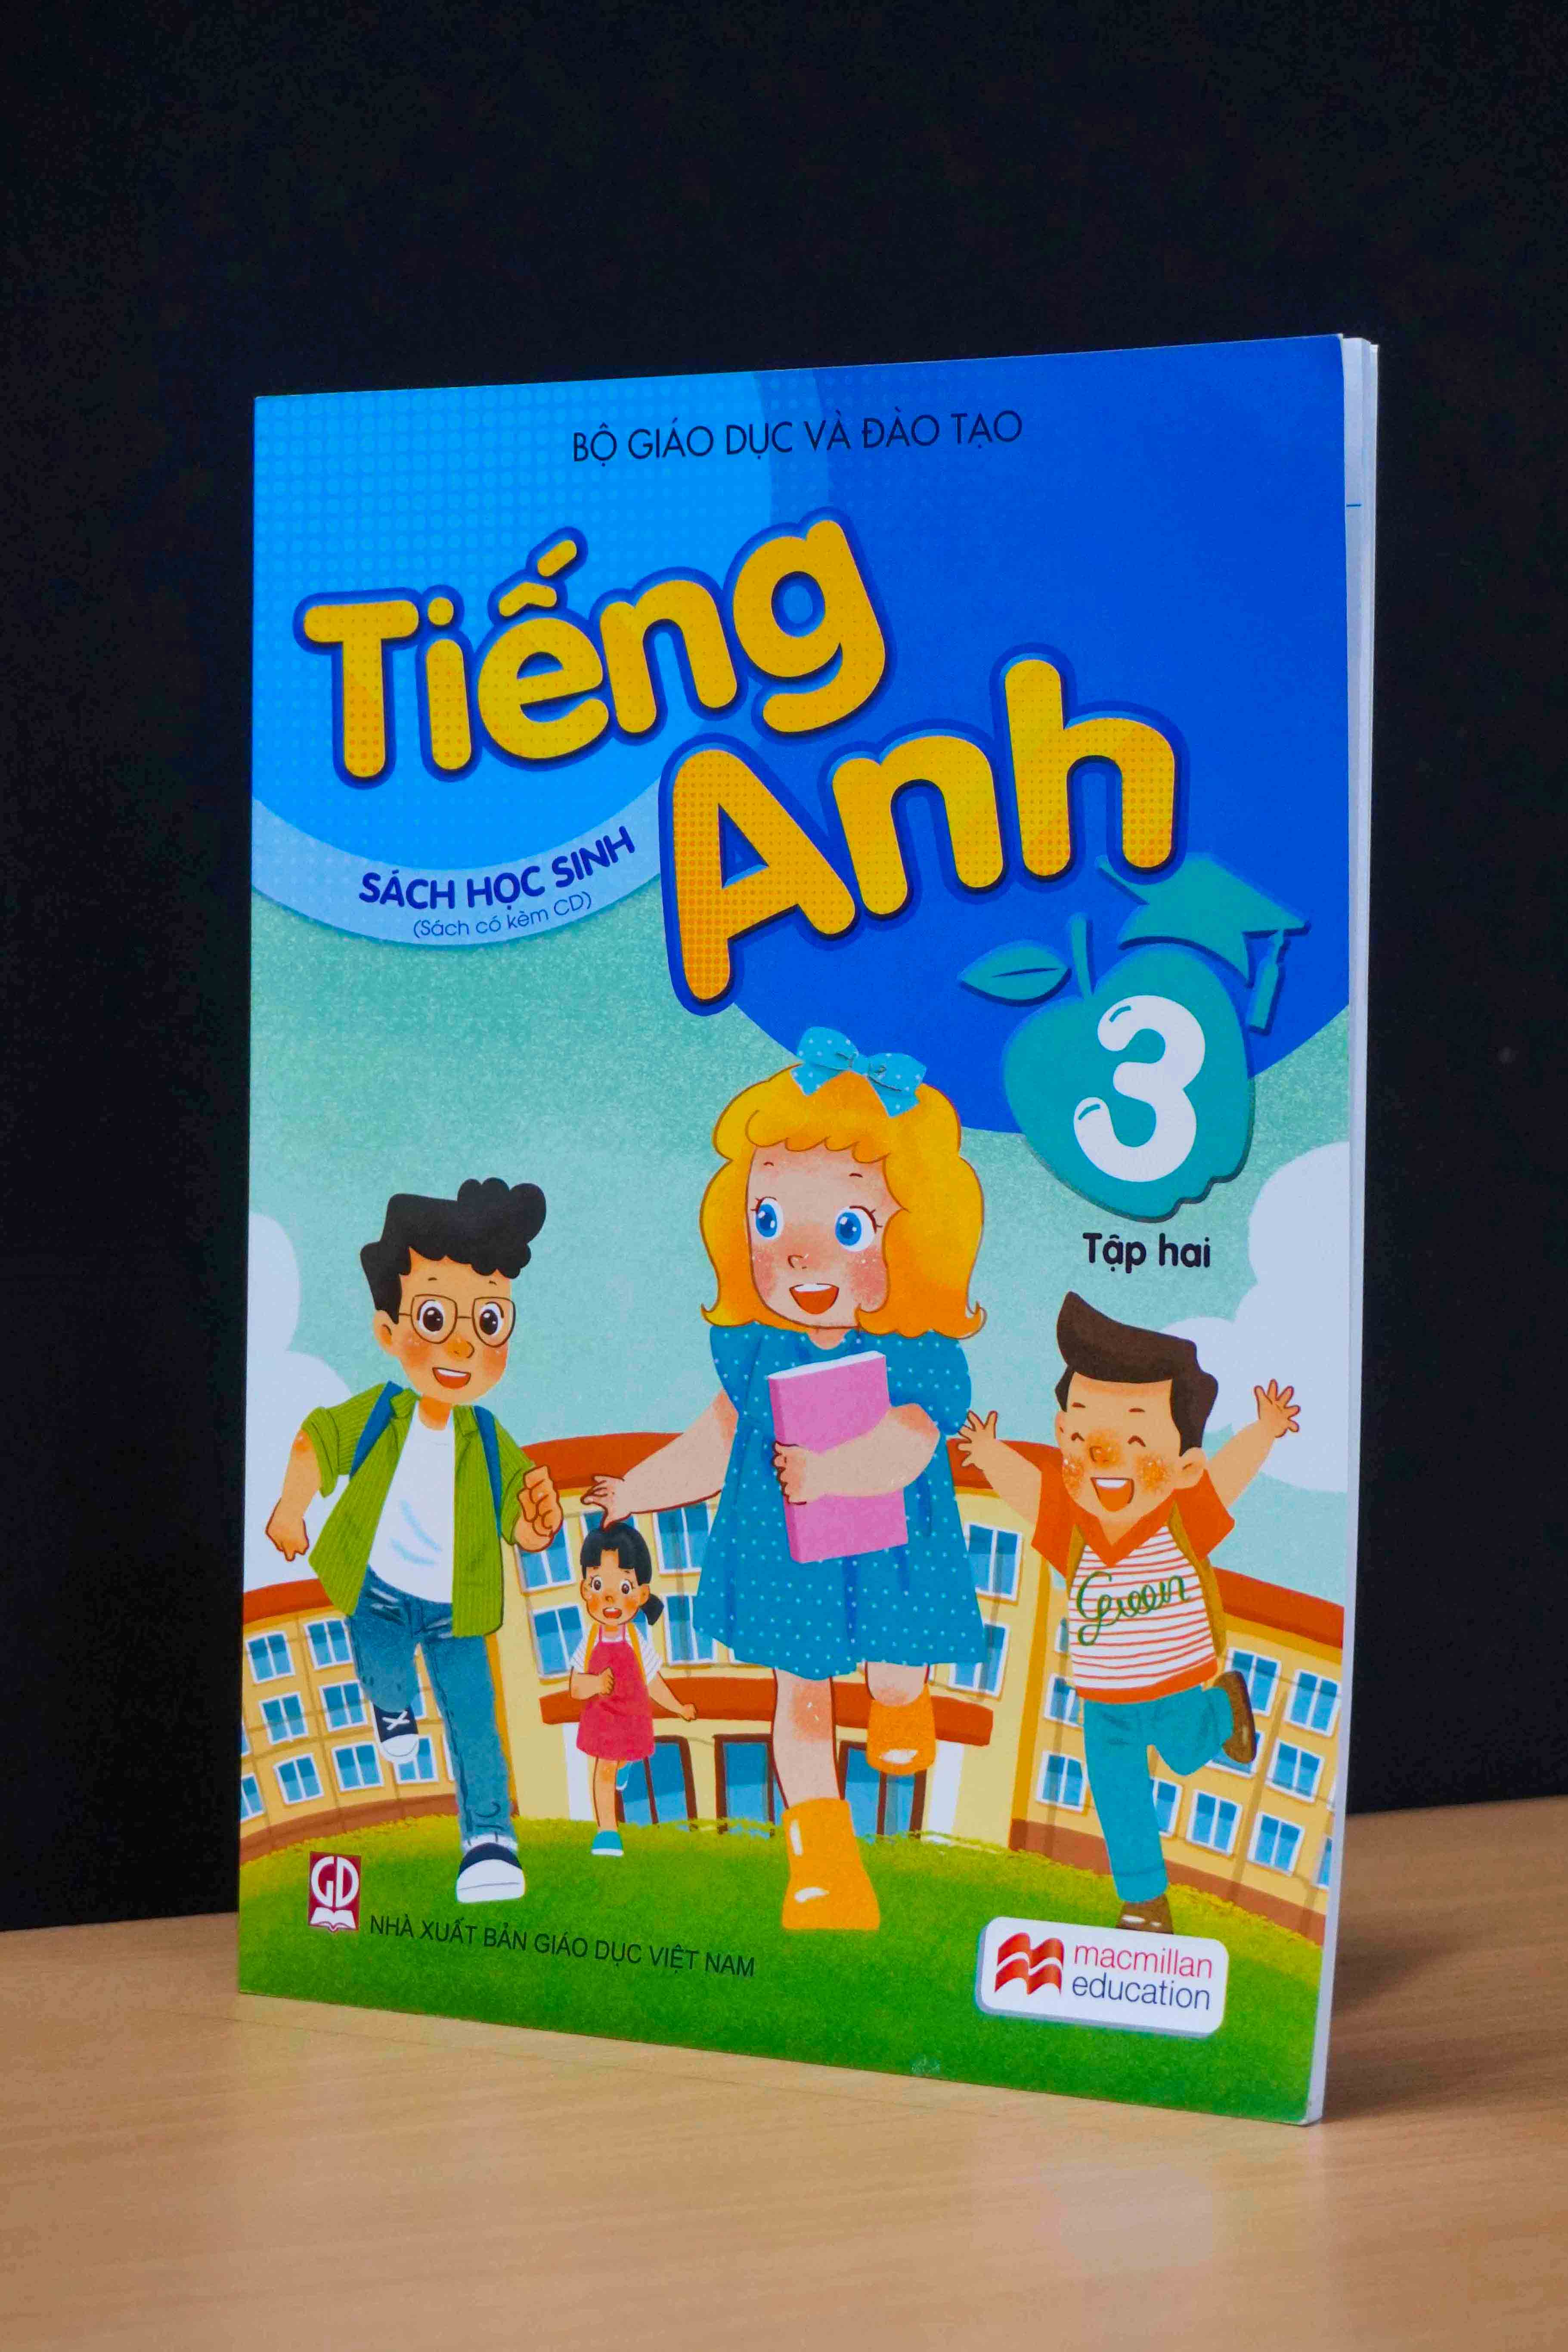 BỘ GIÁO DỤC VÀ ĐÀO TẠO
Tiếng
Anh
SÁCH HỌC SINH
(Sách có kèm CD)
3
Tập hai
Green
GD
NHÀ XUẤT BẢN GIÁO DỤC VIỆT NAM
macmillan
education